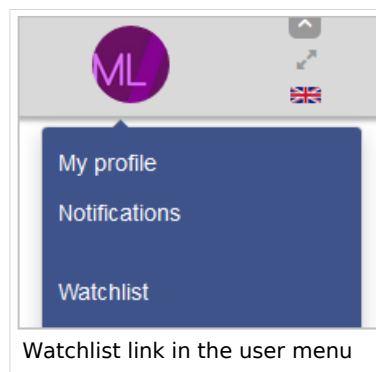 ML
My profile
Notifications
Watchlist
Watchlist link in the user menu